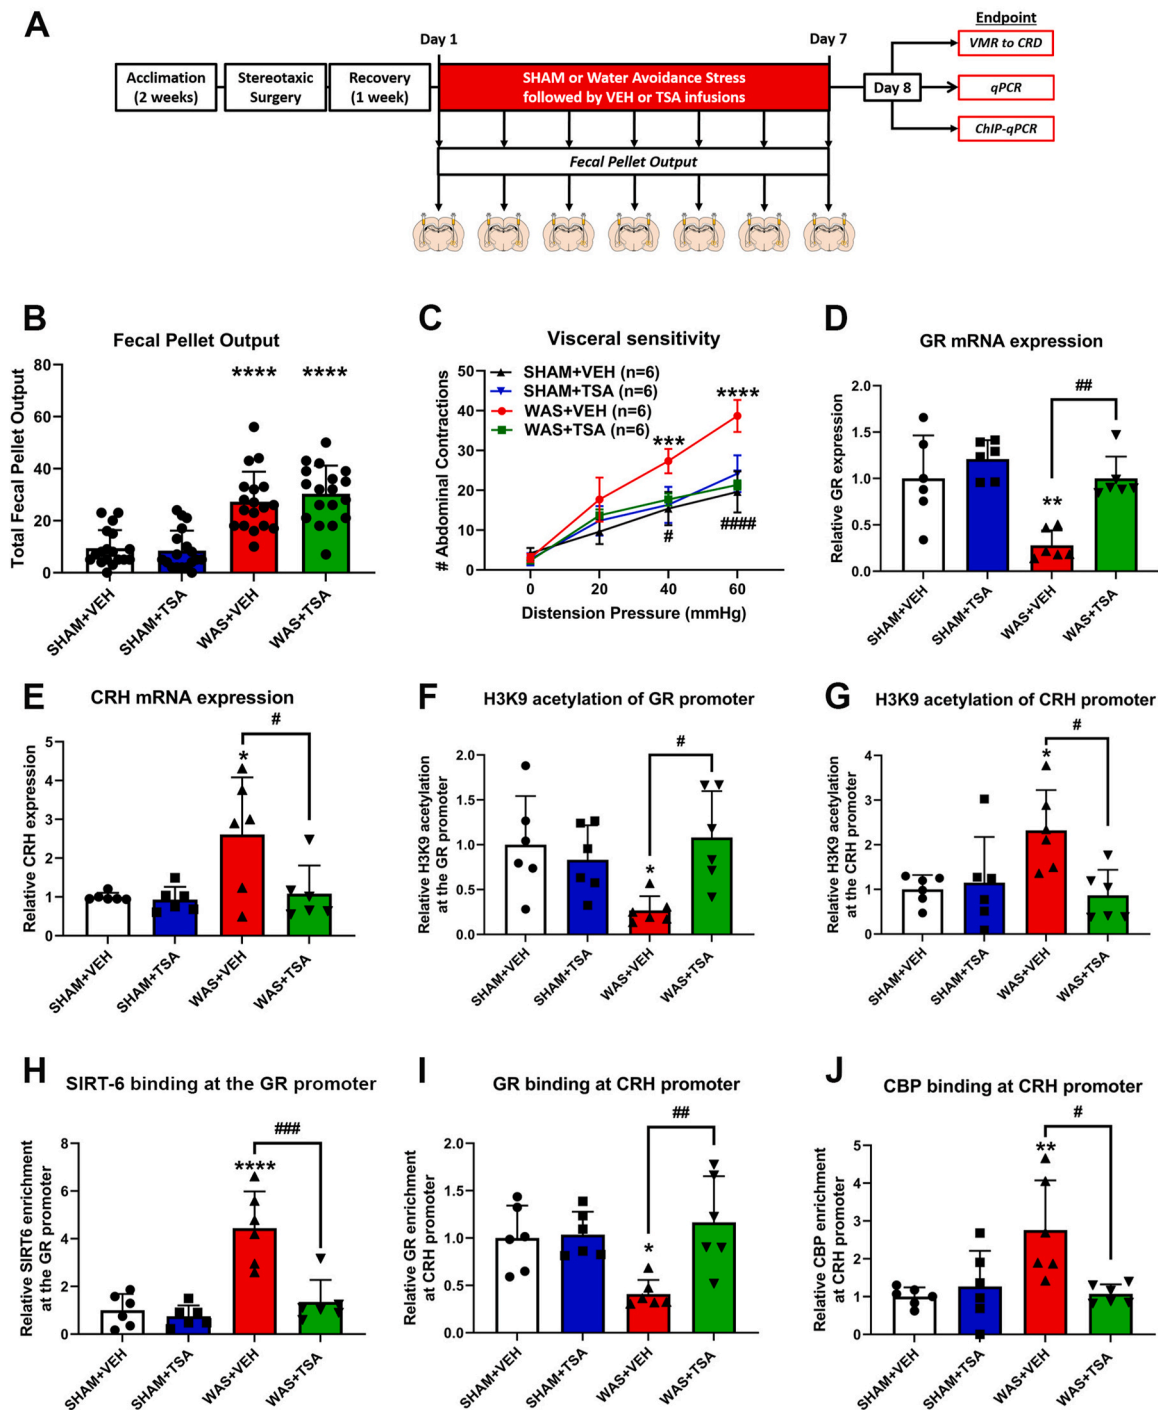 A
Acclimation
(2 weeks)
Stereotaxic
Surgery
Recovery
(1 week)
Day 1
Day 7
SHAM or Water Avoidance Stress
followed by VEH or TSA infusions
Fecal Pellet Output
Day 8
Endpoint
VMR to CRD
qPCR
ChIP-qPCR
B
Fecal Pellet Output
Total Fecal Pellet Output
80
60
40
20
0
****
****
SHAM+VEH
SHAM+TSA
WAS+VEH
WAS+TSA
C
Visceral sensitivity
# Abdominal Contractions
50
40
30
20
10
0
SHAM+VEH (n=6)
SHAM+TSA (n=6)
WAS+VEH (n=6)
WAS+TSA (n=6)
***
****
#
####
0
20
40
60
Distension Pressure (mmHg)
D
GR mRNA expression
Relative GR expression
2.0
1.5
1.0
0.5
0.0
##
**
SHAM+VEH
SHAM+TSA
WAS+VEH
WAS+TSA
E
CRH mRNA expression
Relative CRH expression
5
4
3
2
1
0
#
*
SHAM+VEH
SHAM+TSA
WAS+VEH
WAS+TSA
F
H3K9 acetylation of GR promoter
Relative H3K9 acetylation
at the GR promoter
2.0
1.5
1.0
0.5
0.0
#
*
SHAM+VEH
SHAM+TSA
WAS+VEH
WAS+TSA
G
H3K9 acetylation of CRH promoter
Relative H3K9 acetylation
at the CRH promoter
4
3
2
1
0
#
*
SHAM+VEH
SHAM+TSA
WAS+VEH
WAS+TSA
H
SIRT-6 binding at the GR promoter
Relative SIRT6 enrichment
at the GR promoter
8
6
4
2
0
###
****
SHAM+VEH
SHAM+TSA
WAS+VEH
WAS+TSA
I
GR binding at CRH promoter
Relative GR enrichment
at CRH promoter
2.0
1.5
1.0
0.5
0.0
##
*
SHAM+VEH
SHAM+TSA
WAS+VEH
WAS+TSA
J
CBP binding at CRH promoter
Relative CBP enrichment
at CRH promoter
5
4
3
2
1
0
#
**
SHAM+VEH
SHAM+TSA
WAS+VEH
WAS+TSA